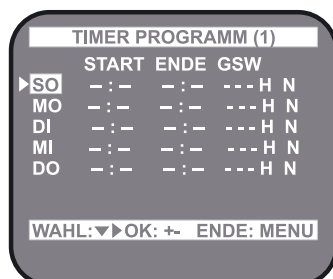 TIMER PROGRAMM (1)
START ENDE GSW
▶SO –:– –:– ---H N
MO –:– –:– ---H N
DI –:– –:– ---H N
MI –:– –:– ---H N
DO –:– –:– ---H N
WAHL:▼▶OK: +- ENDE: MENU